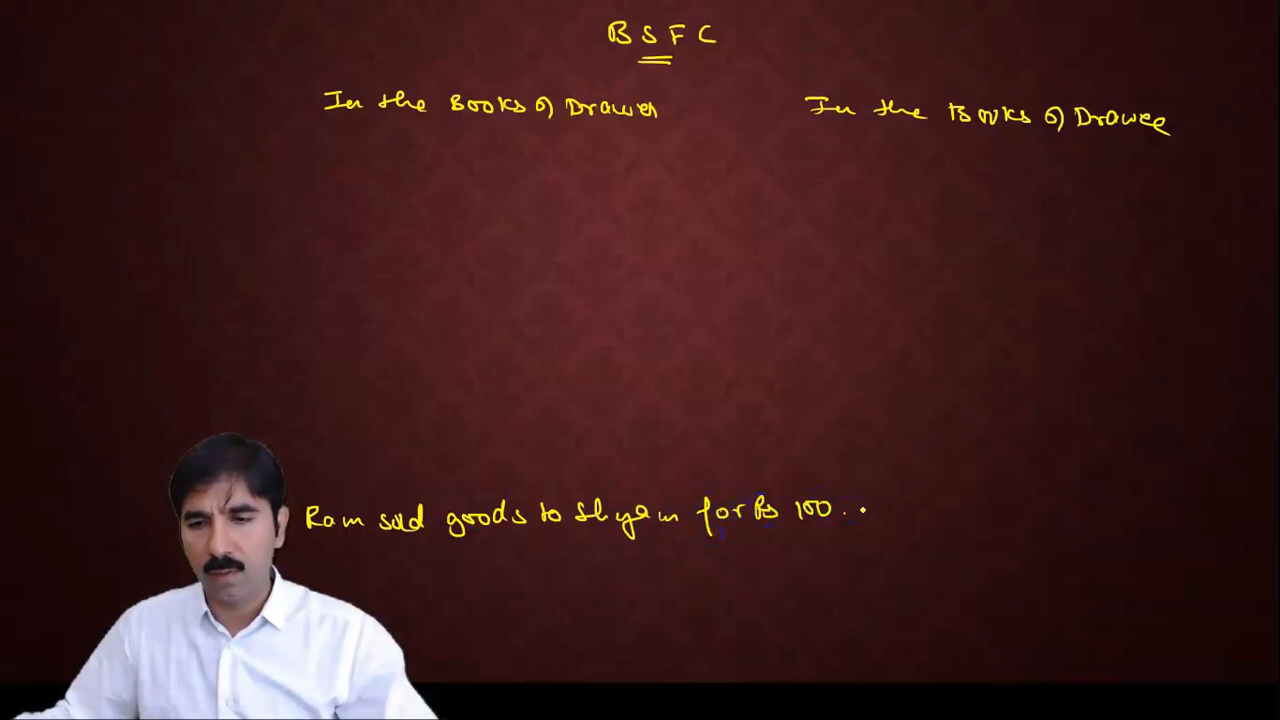 BSFC
In the Books of Drawer
In the Books of Drawee
Ram sold goods to Shyam for Rs 100.